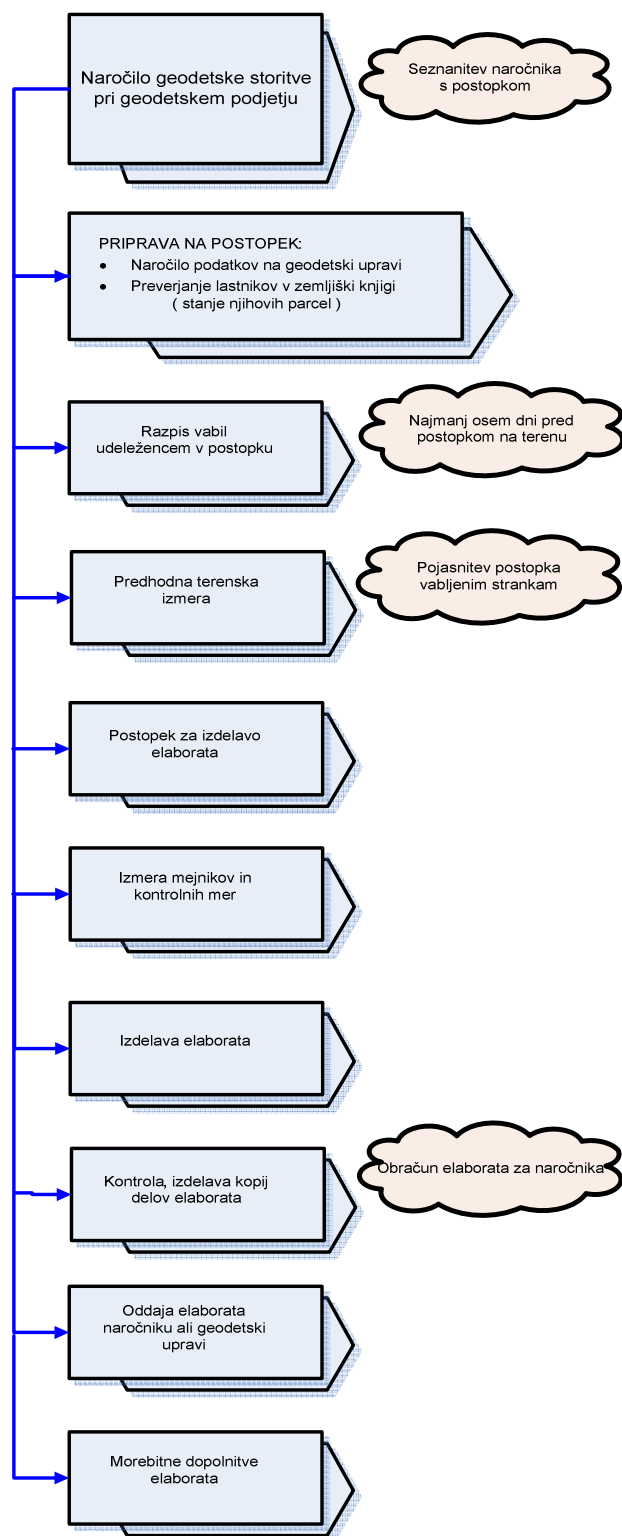 Naročilo geodetske storitve
pri geodetskem podjetju
Seznanitev naročnika
s postopkom
PRIPRAVA NA POSTOPEK:
• Naročilo podatkov na geodetski upravi
• Preverjanje lastnikov v zemljiški knjigi
( stanje njihovih parcel )
Razpis vabil
udeležencem v postopku
Najmanj osem dni pred
postopkom na terenu
Predhodna terenska
izmera
Pojasnitev postopka
vabljenim strankam
Postopek za izdelavo
elaborata
Izmera mejnikov in
kontrolnih mer
Izdelava elaborata
Kontrola, izdelava kopij
delov elaborata
Obračun elaborata za naročnika
Oddaja elaborata
naročniku ali geodetski
upravi
Morebitne dopolnitve
elaborata